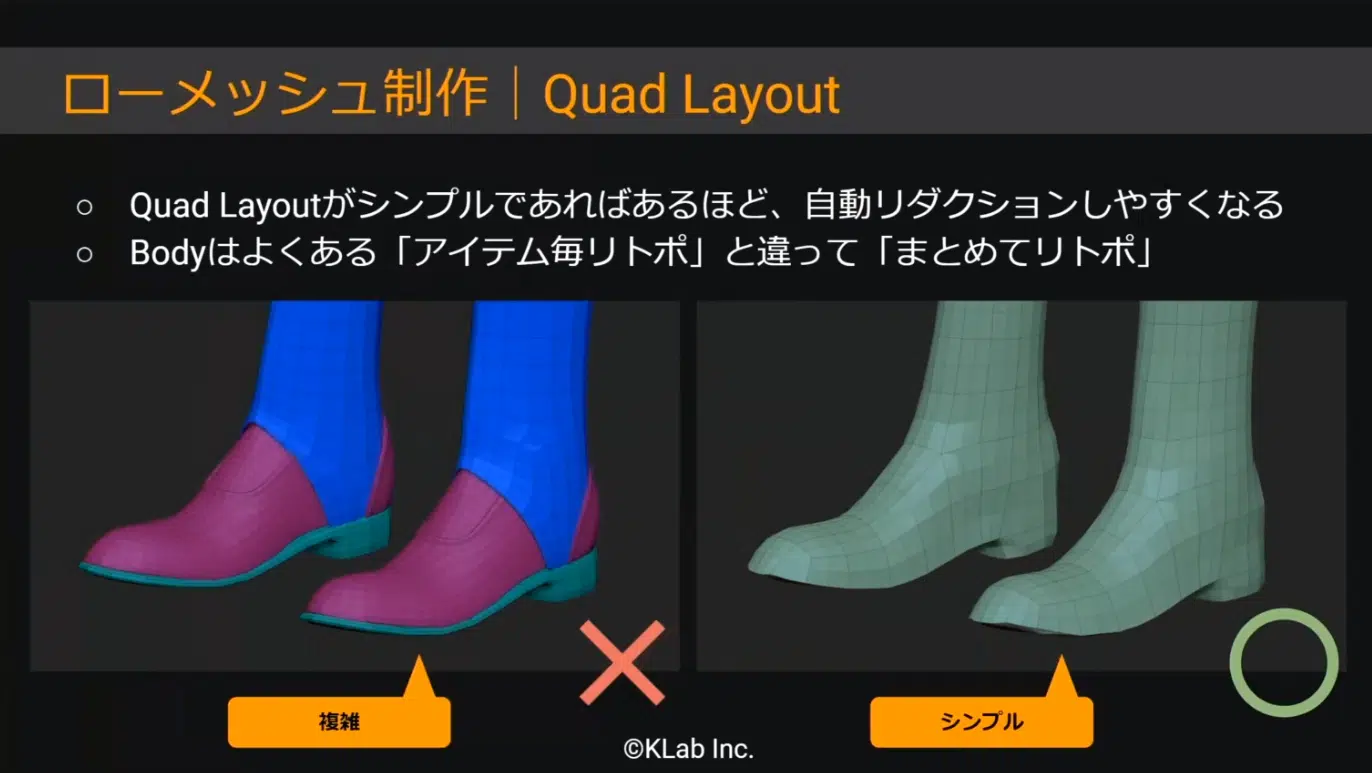 ローメッシュ制作｜Quad Layout
○ Quad Layoutがシンプルであればあるほど、自動リダクションしやすくなる
○ Bodyはよくある「アイテム毎リトポ」と違って「まとめてリトポ」
複雑
シンプル
©KLab Inc.